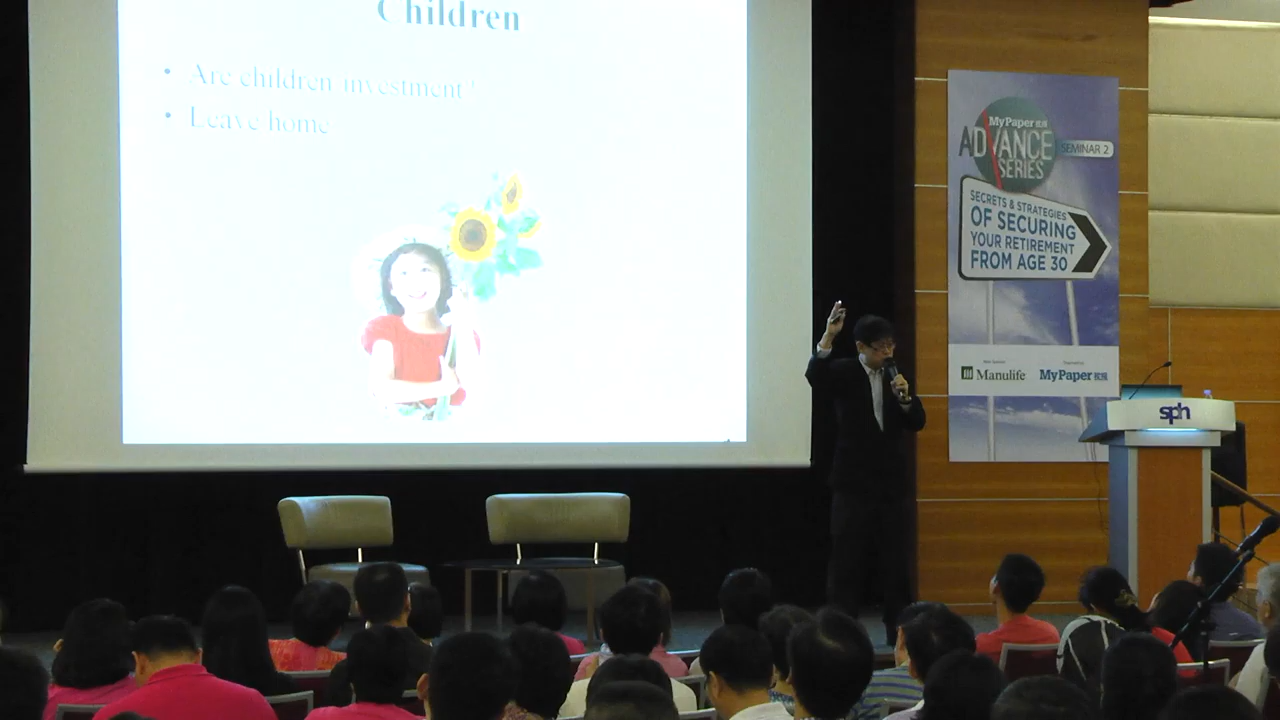 Children
• Are children investment?
• Leave home
MyPaper 我报
ADVANCE
SERIES
SEMINAR 2
SECRETS & STRATEGIES
OF SECURING
YOUR RETIREMENT
FROM AGE 30
Manulife
MyPaper 我报
sph